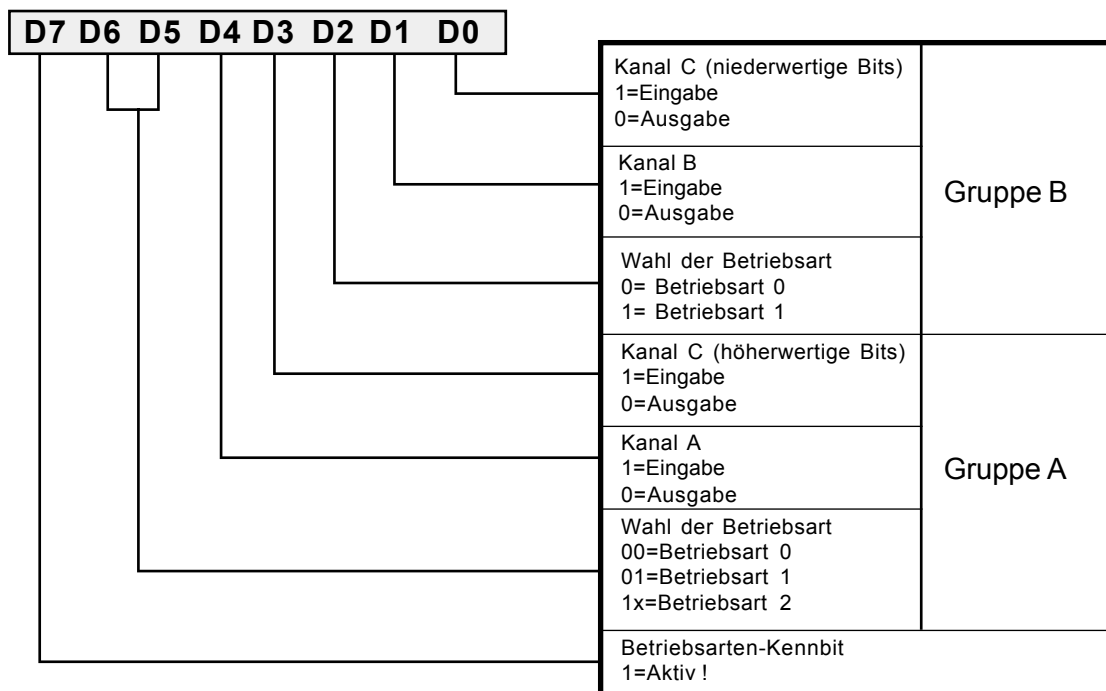 D7 D6 D5 D4 D3 D2 D1 D0
Kanal C (niederwertige Bits)
1=Eingabe
0=Ausgabe
Kanal B
1=Eingabe
0=Ausgabe
Gruppe B
Wahl der Betriebsart
0= Betriebsart 0
1= Betriebsart 1
Kanal C (höherwertige Bits)
1=Eingabe
0=Ausgabe
Kanal A
1=Eingabe
0=Ausgabe
Gruppe A
Wahl der Betriebsart
00=Betriebsart 0
01=Betriebsart 1
1x=Betriebsart 2
Betriebsarten-Kennbit
1=Aktiv !